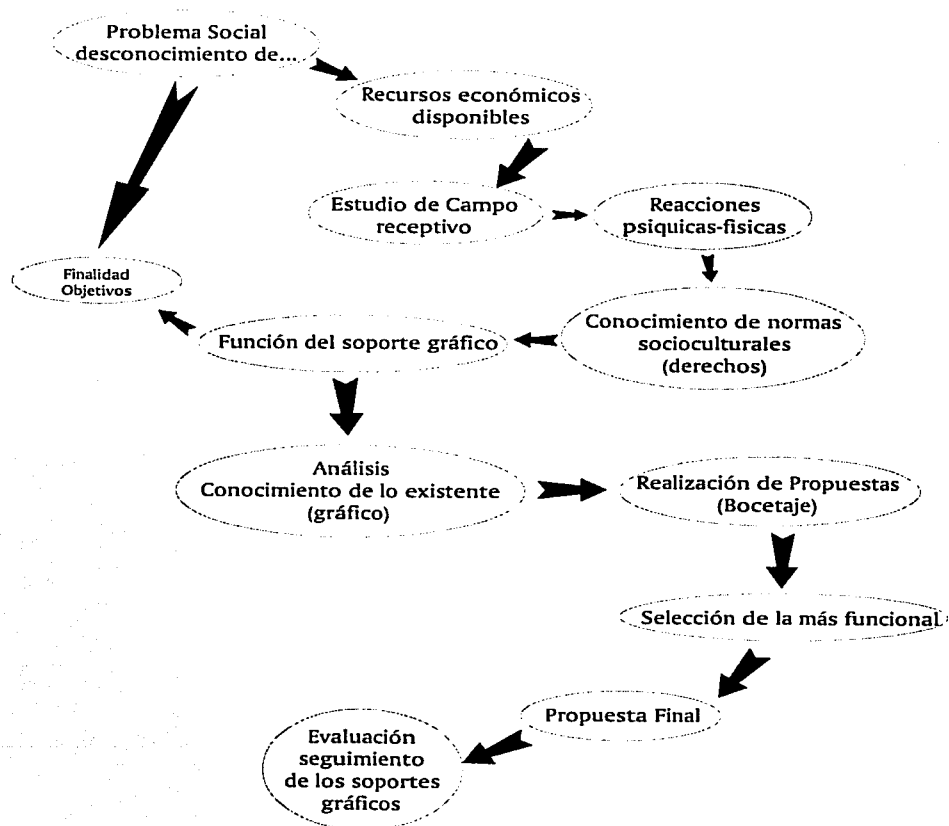 Problema Social
desconocimiento de...
Recursos económicos
disponibles
Estudio de Campo
receptivo
Reacciones
psiquicas-fisicas
Finalidad
Objetivos
Función del soporte gráfico
Conocimiento de normas
socioculturales
(derechos)
Análisis
Conocimiento de lo existente
(gráfico)
Realización de Propuestas
(Bocetaje)
Selección de la más funcional
Propuesta Final
Evaluación
seguimiento
de los soportes
gráficos